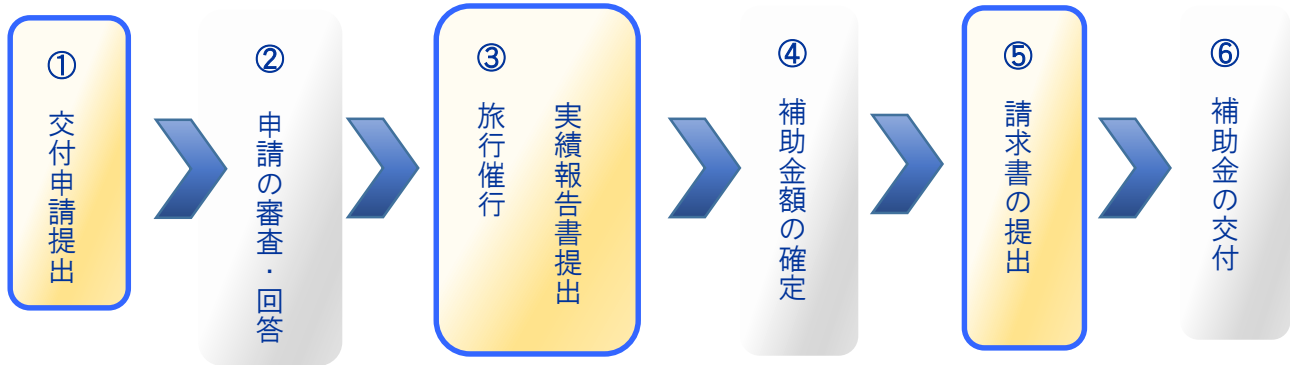 ①
交付申請提出
②
申請の審査・回答
③
旅行催行
実績報告書提出
④
補助金額の確定
⑤
請求書の提出
⑥
補助金の交付